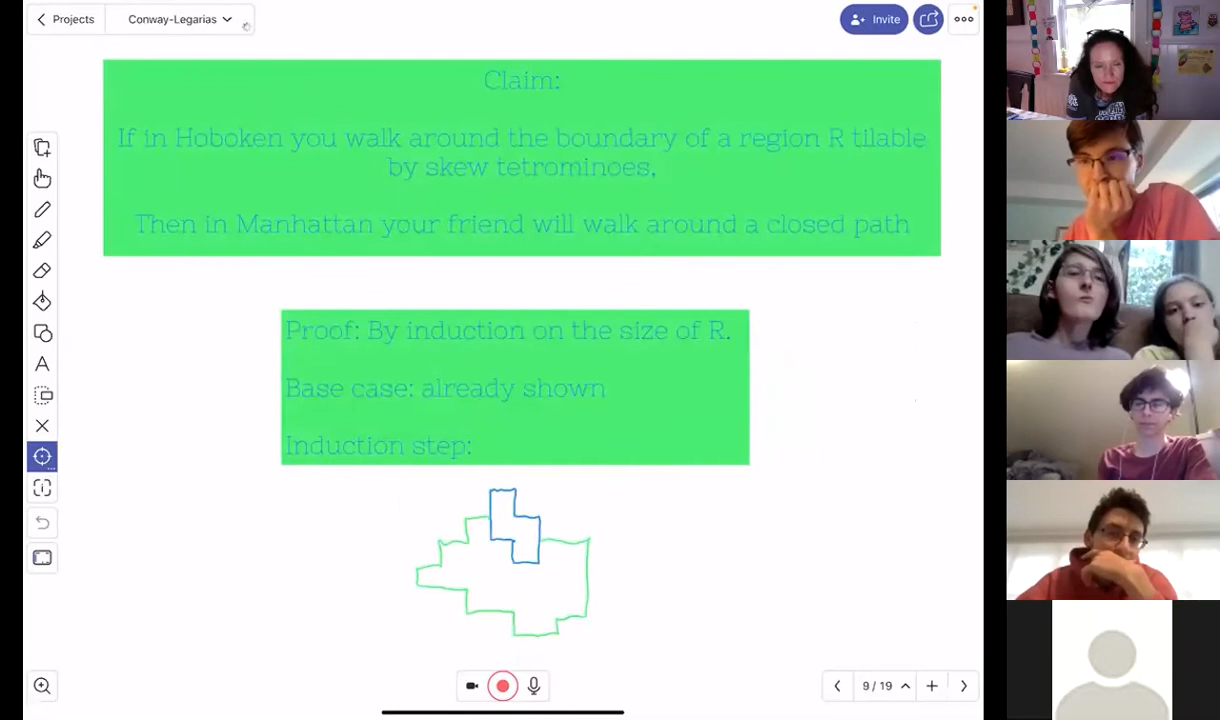 Projects
Conway-Legarias
Invite
Claim:
If in Hoboken you walk around the boundary of a region R tilable
by skew tetrominoes,
Then in Manhattan your friend will walk around a closed path
Proof: By induction on the size of R.
Base case: already shown
Induction step:
A
9 / 19